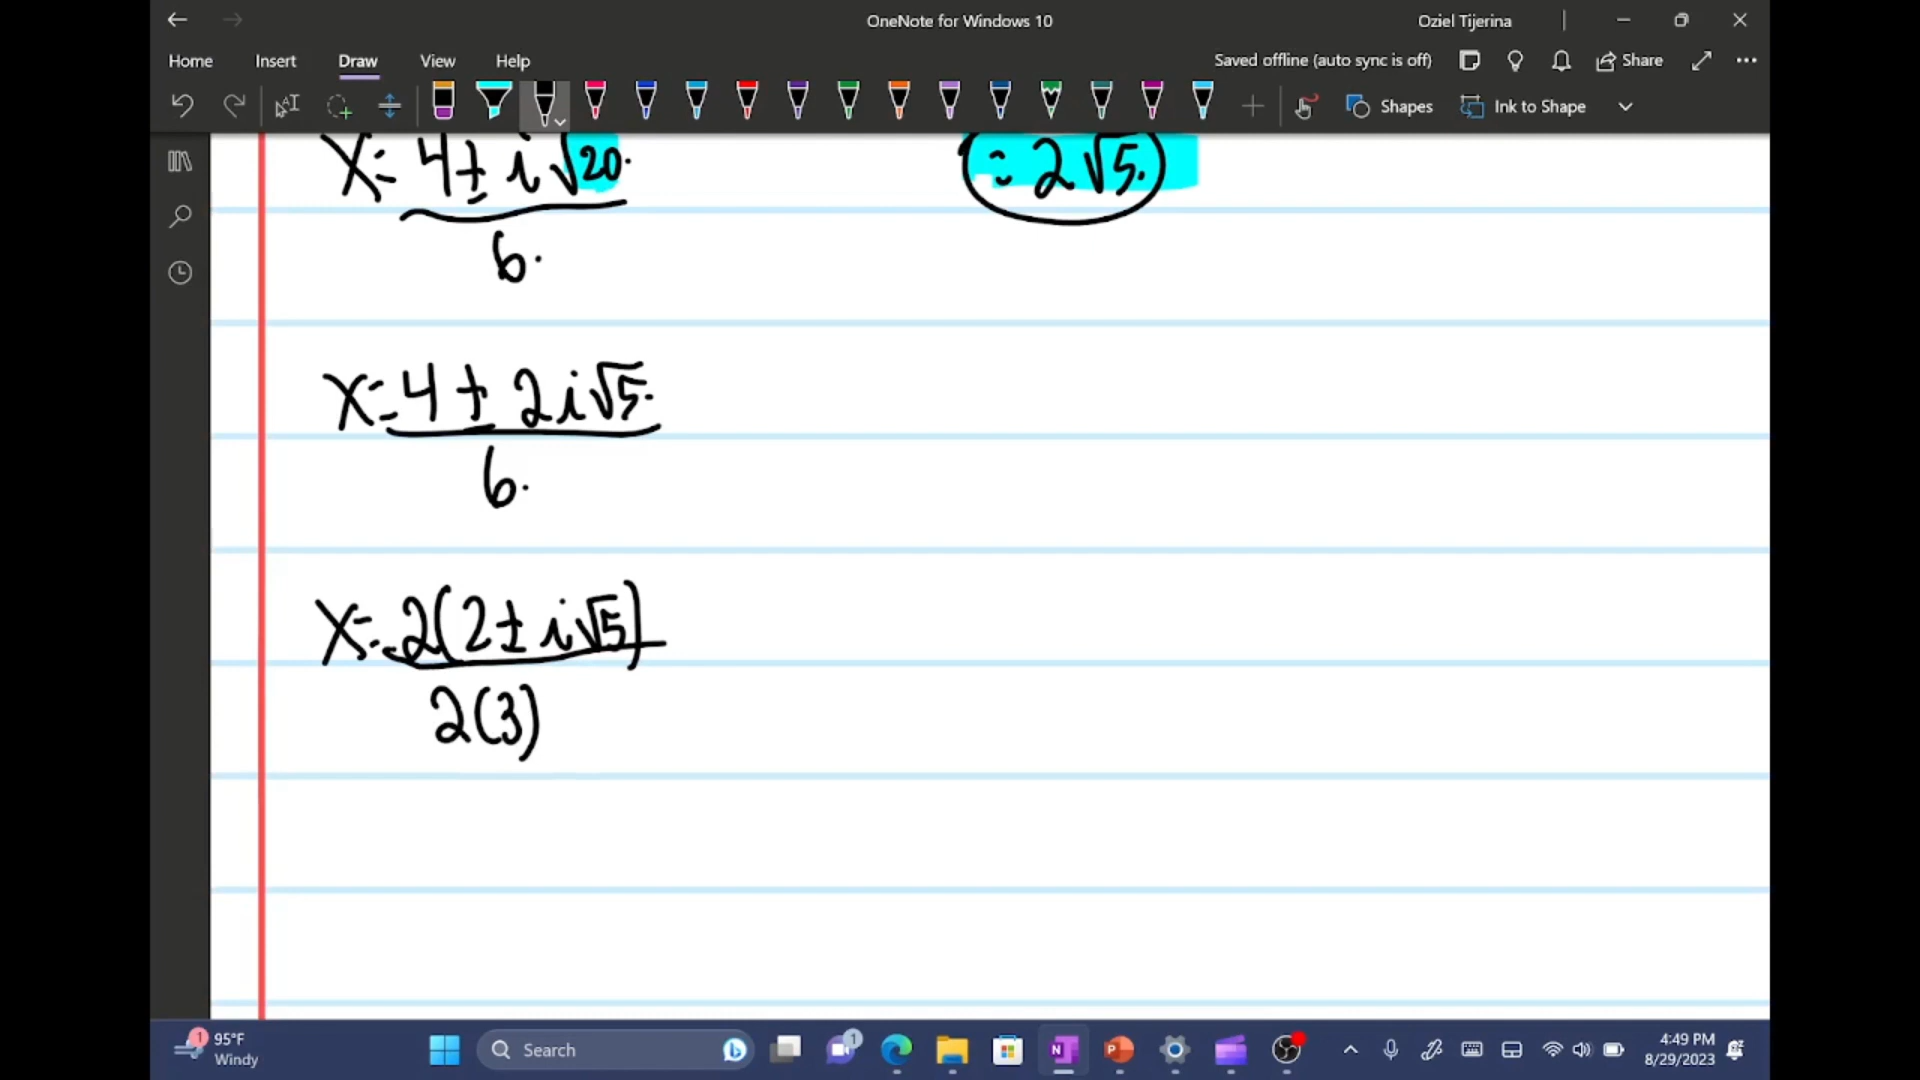 OneNote for Windows 10
Oziel Tijerina
Home Insert Draw View Help
Saved offline (auto sync is off)
Share
Shapes
Ink to Shape
x = 4 ± i √20.
6.
= 2 √5.
x = 4 ± 2i√5.
6.
x = 2(2 ± i√5)
2(3)
1
95°F
Windy
Search
1
4:49 PM
8/29/2023